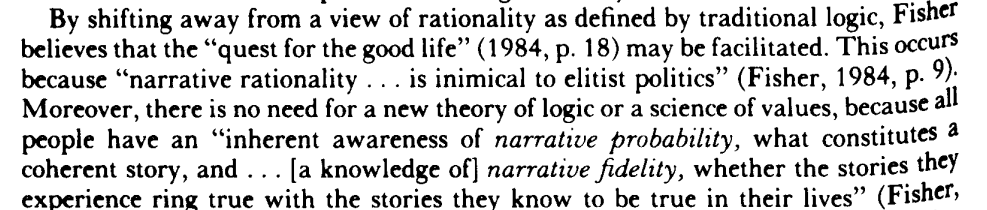 By shifting away from a view of rationality as defined by traditional logic, Fisher
believes that the “quest for the good life” (1984, p. 18) may be facilitated. This occurs
because “narrative rationality . . . is inimical to elitist politics” (Fisher, 1984, p. 9).
Moreover, there is no need for a new theory of logic or a science of values, because all
people have an “inherent awareness of narrative probability, what constitutes a
coherent story, and . . . [a knowledge of] narrative fidelity, whether the stories they
experience ring true with the stories they know to be true in their lives” (Fisher,